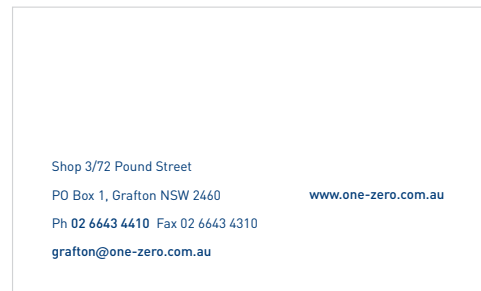 Shop 3/72 Pound Street
PO Box 1, Grafton NSW 2460
www.one-zero.com.au
Ph 02 6643 4410 Fax 02 6643 4310
grafton@one-zero.com.au